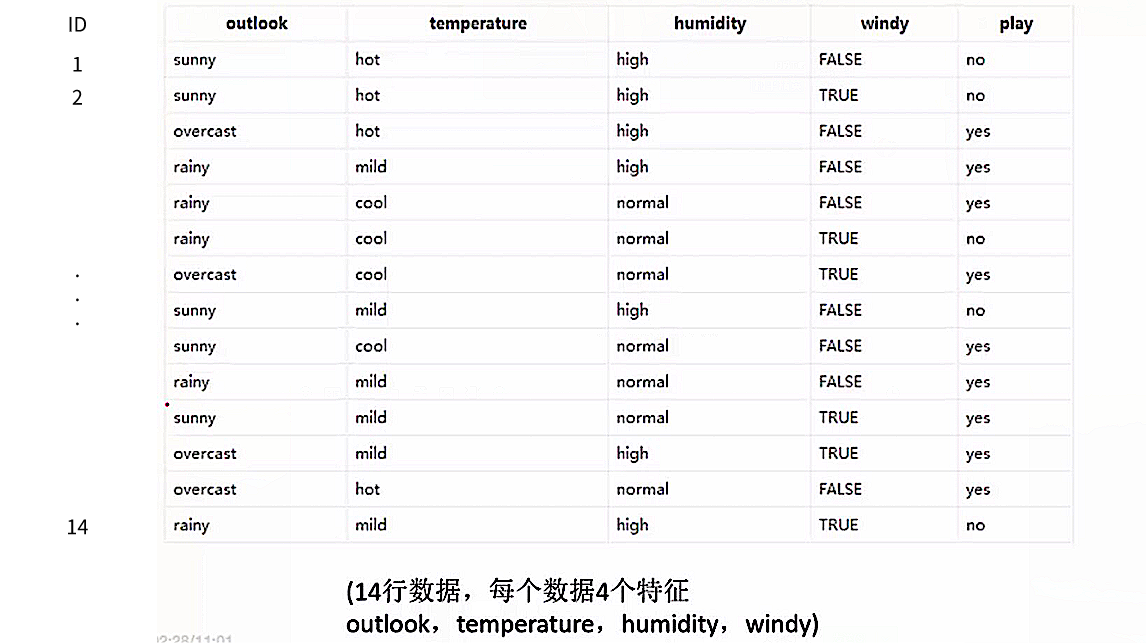 ID outlook temperature humidity windy play
1 sunny hot high FALSE no
2 sunny hot high TRUE no
overcast hot high FALSE yes
rainy mild high FALSE yes
rainy cool normal FALSE yes
rainy cool normal TRUE no
overcast cool normal TRUE yes
sunny mild high FALSE no
sunny cool normal FALSE yes
rainy mild normal FALSE yes
sunny mild normal TRUE yes
overcast mild high TRUE yes
overcast hot normal FALSE yes
14 rainy mild high TRUE no
(14行数据，每个数据4个特征
outlook，temperature，humidity，windy)